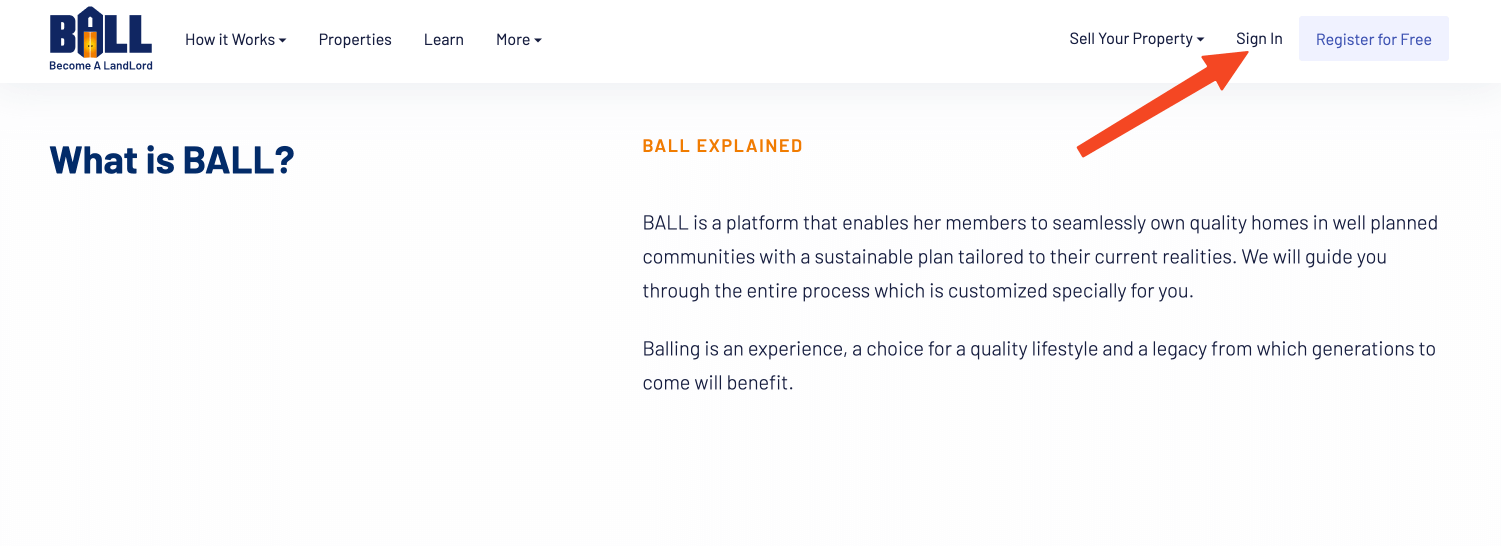 BALL
Become A LandLord
How it Works
Properties
Learn
More
Sell Your Property
Sign In
Register for Free
What is BALL?
BALL EXPLAINED
BALL is a platform that enables her members to seamlessly own quality homes in well planned
communities with a sustainable plan tailored to their current realities. We will guide you
through the entire process which is customized specially for you.
Balling is an experience, a choice for a quality lifestyle and a legacy from which generations to
come will benefit.